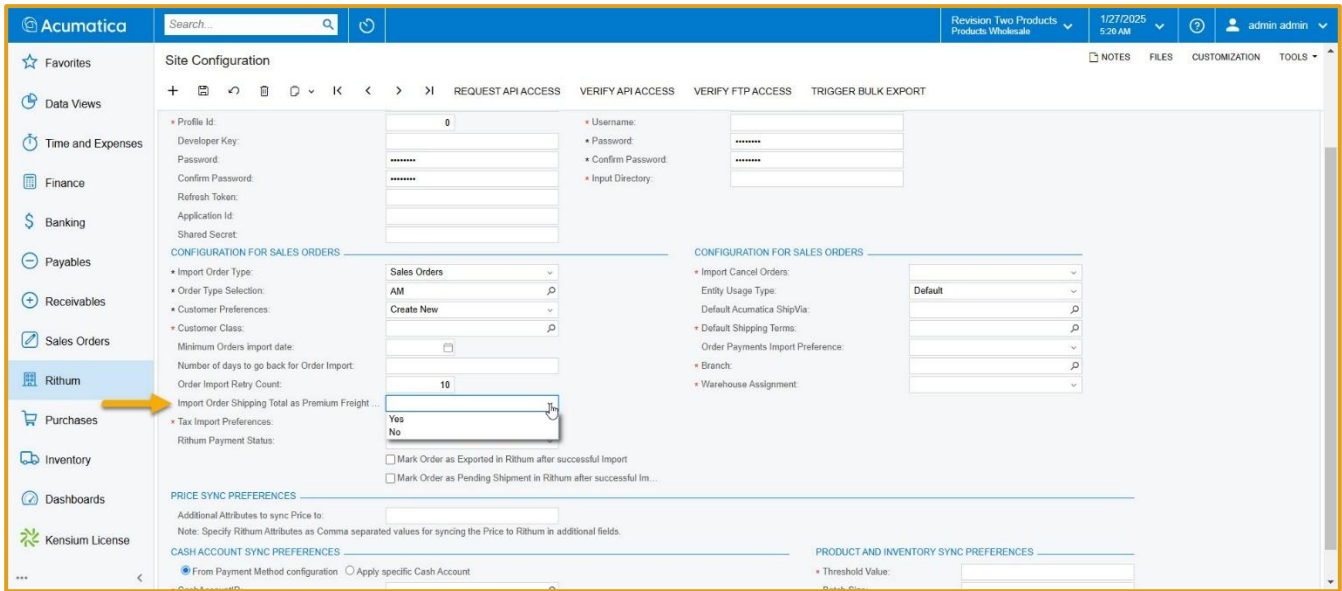 Acumatica
Search...
Revision Two Products
Products Wholesale
1/27/2025
5:20 AM
admin admin
Favorites
Data Views
Time and Expenses
Finance
Banking
Payables
Receivables
Sales Orders
Rithum
Purchases
Inventory
Dashboards
Kensium License
Site Configuration
NOTES FILES CUSTOMIZATION TOOLS
REQUEST API ACCESS VERIFY API ACCESS VERIFY FTP ACCESS TRIGGER BULK EXPORT
* Profile Id: 0
Developer Key:
Password: ••••••••
Confirm Password: ••••••••
Refresh Token:
Application Id:
Shared Secret:
* Username:
* Password: ••••••••
* Confirm Password: ••••••••
* Input Directory:
CONFIGURATION FOR SALES ORDERS
* Import Order Type: Sales Orders
* Order Type Selection: AM
* Customer Preferences: Create New
* Customer Class:
Minimum Orders import date:
Number of days to go back for Order Import:
Order Import Retry Count: 10
Import Order Shipping Total as Premium Freight ...
* Tax Import Preferences:
Yes
No
Rithum Payment Status:
Mark Order as Exported in Rithum after successful Import
Mark Order as Pending Shipment in Rithum after successful Im...
CONFIGURATION FOR SALES ORDERS
* Import Cancel Orders:
Entity Usage Type: Default
Default Acumatica ShipVia:
* Default Shipping Terms:
Order Payments Import Preference:
* Branch:
* Warehouse Assignment:
PRICE SYNC PREFERENCES
Additional Attributes to sync Price to:
Note: Specify Rithum Attributes as Comma separated values for syncing the Price to Rithum in additional fields.
CASH ACCOUNT SYNC PREFERENCES
From Payment Method configuration Apply specific Cash Account
PRODUCT AND INVENTORY SYNC PREFERENCES
* Threshold Value: